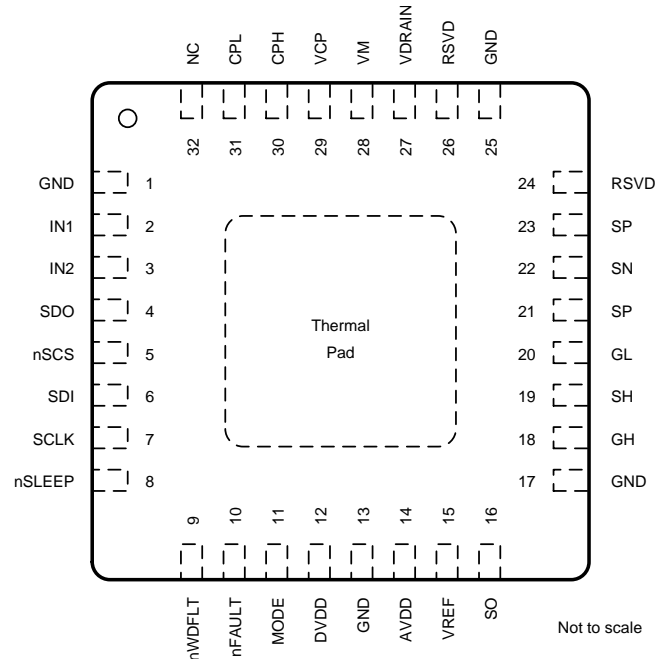 NC CPL CPH VCP VM VDRAIN RSVD GND
32 31 30 29 28 27 26 25
GND 1 24 RSVD
IN1 2 23 SP
IN2 3 22 SN
SDO 4 21 SP
nSCS 5 20 GL
SDI 6 19 SH
SCLK 7 18 GH
nSLEEP 8 17 GND
Thermal
Pad
9 10 11 12 13 14 15 16
nWDFLT nFAULT MODE DVDD GND AVDD VREF SO
Not to scale